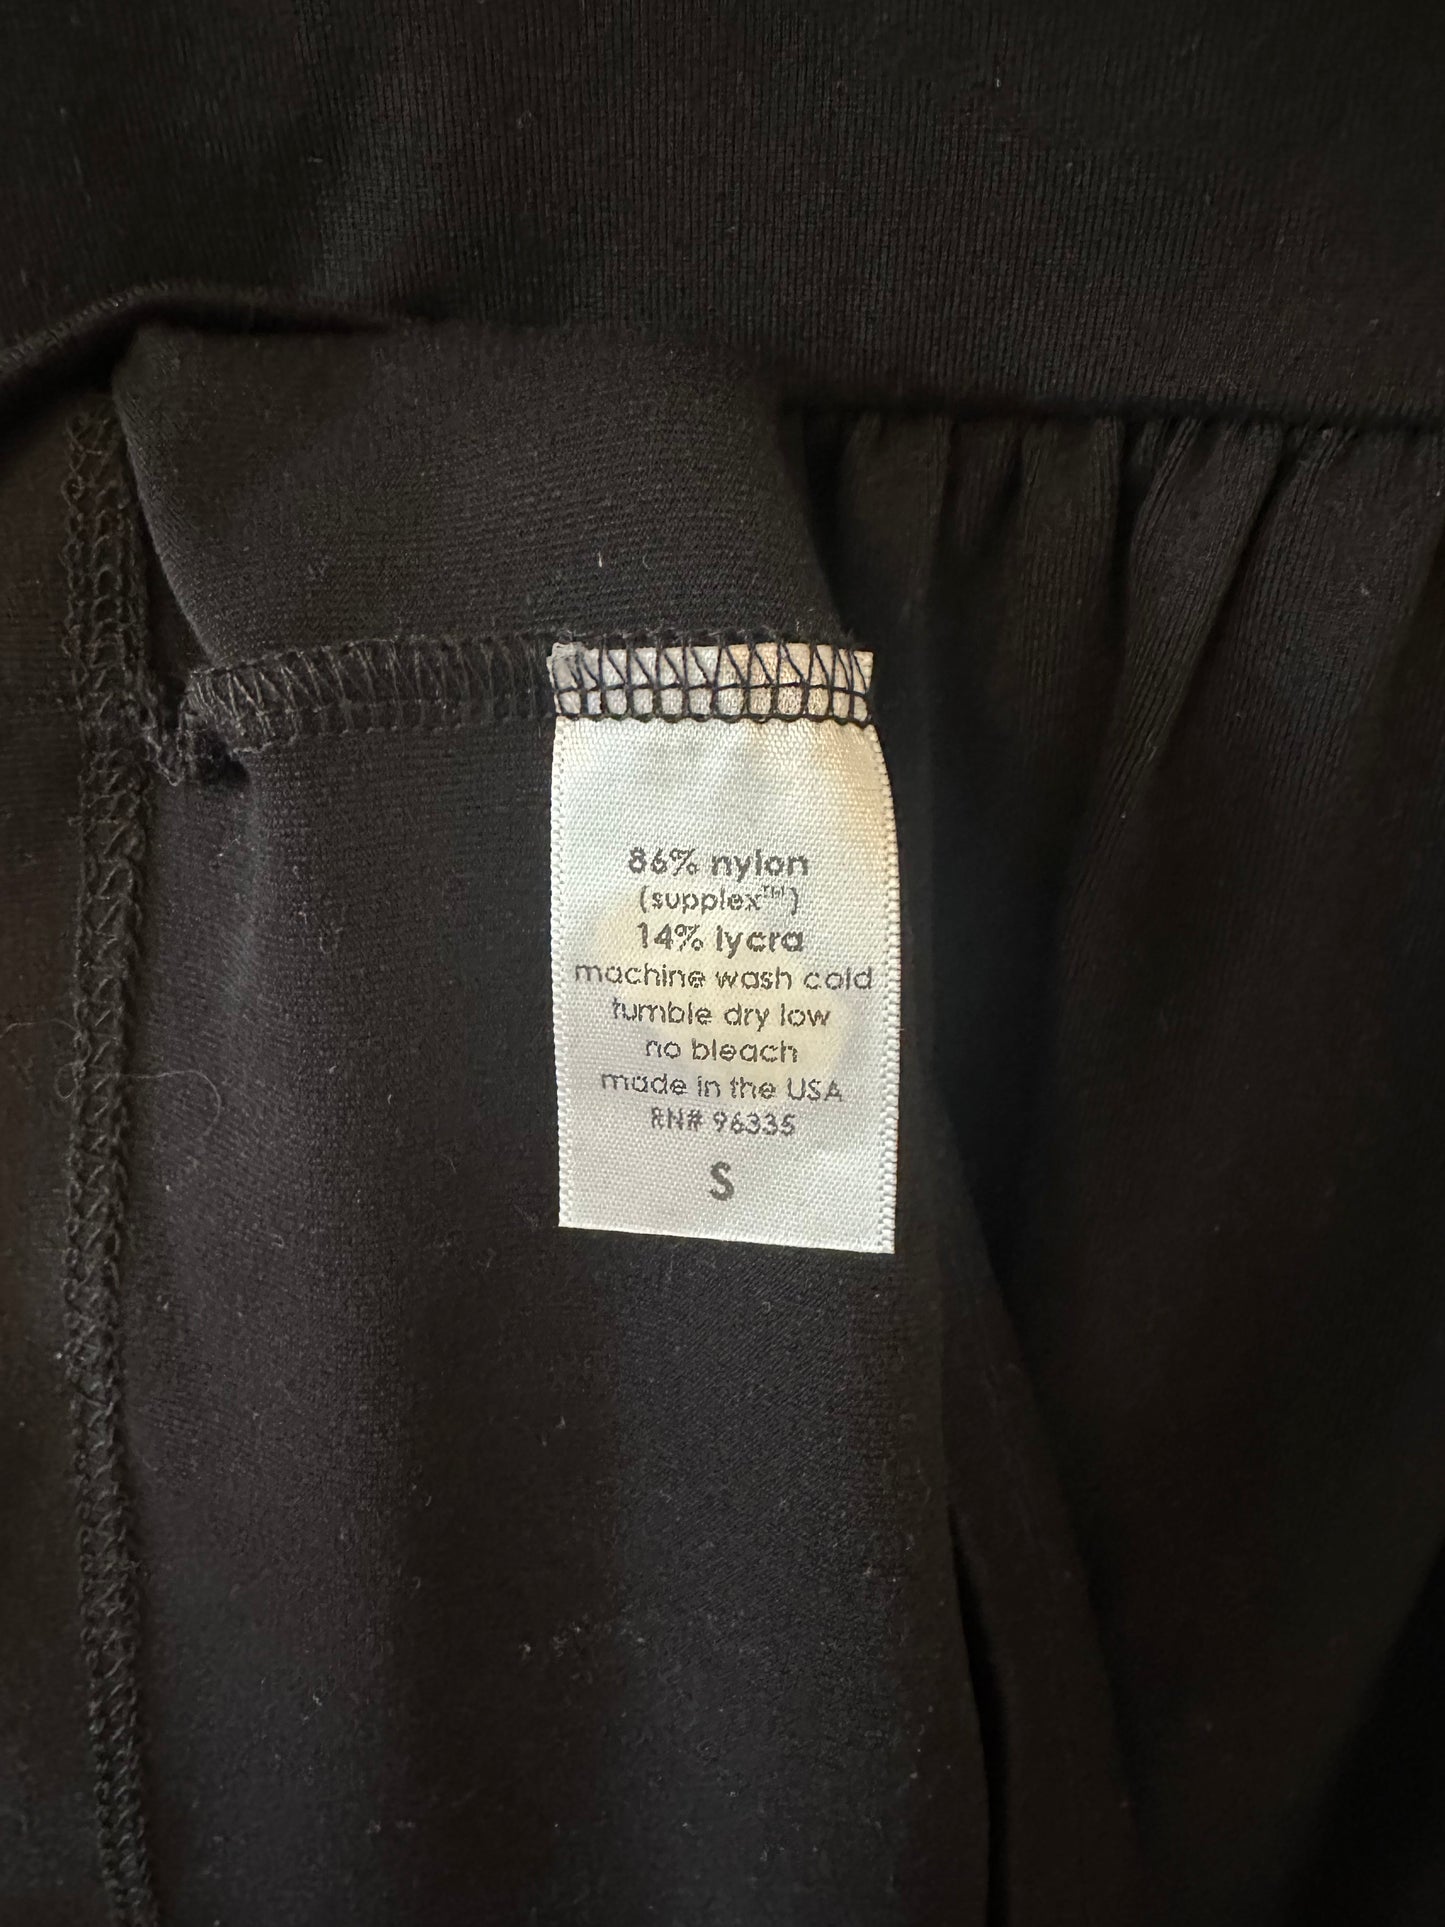 86% nylon
(supplex™)
14% lycra
machine wash cold
tumble dry low
no bleach
made in the USA
RN# 96335
S